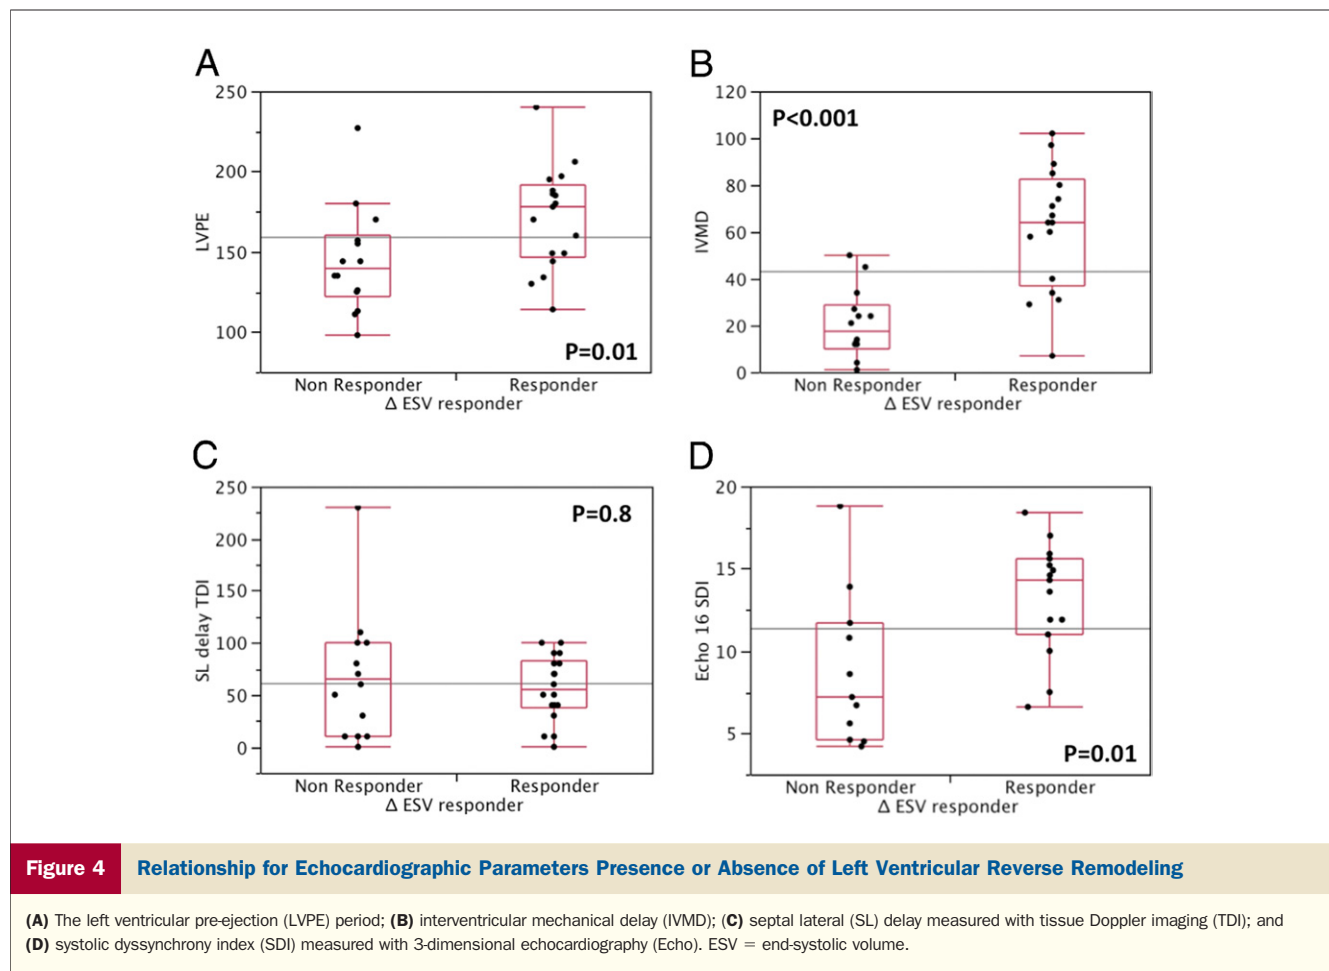 A
250
200
150
100
LVPE
P=0.01
Non Responder Responder
Δ ESV responder
B
120
100
80
60
40
20
0
IVMD
P<0.001
Non Responder Responder
Δ ESV responder
C
250
200
150
100
50
0
SL delay TDI
P=0.8
Non Responder Responder
Δ ESV responder
D
20
15
10
5
Echo 16 SDI
P=0.01
Non Responder Responder
Δ ESV responder
Figure 4 Relationship for Echocardiographic Parameters Presence or Absence of Left Ventricular Reverse Remodeling
(A) The left ventricular pre-ejection (LVPE) period; (B) interventricular mechanical delay (IVMD); (C) septal lateral (SL) delay measured with tissue Doppler imaging (TDI); and
(D) systolic dyssynchrony index (SDI) measured with 3-dimensional echocardiography (Echo). ESV = end-systolic volume.